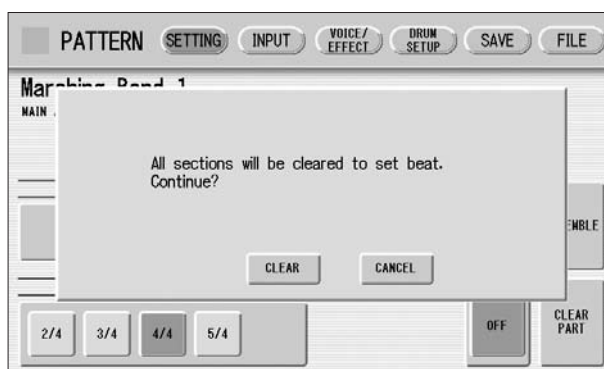 PATTERN SETTING INPUT VOICE/ EFFECT DRUM SETUP SAVE FILE
MAIN
All sections will be cleared to set beat.
Continue?
CLEAR CANCEL
2/4 3/4 4/4 5/4 OFF CLEAR PART